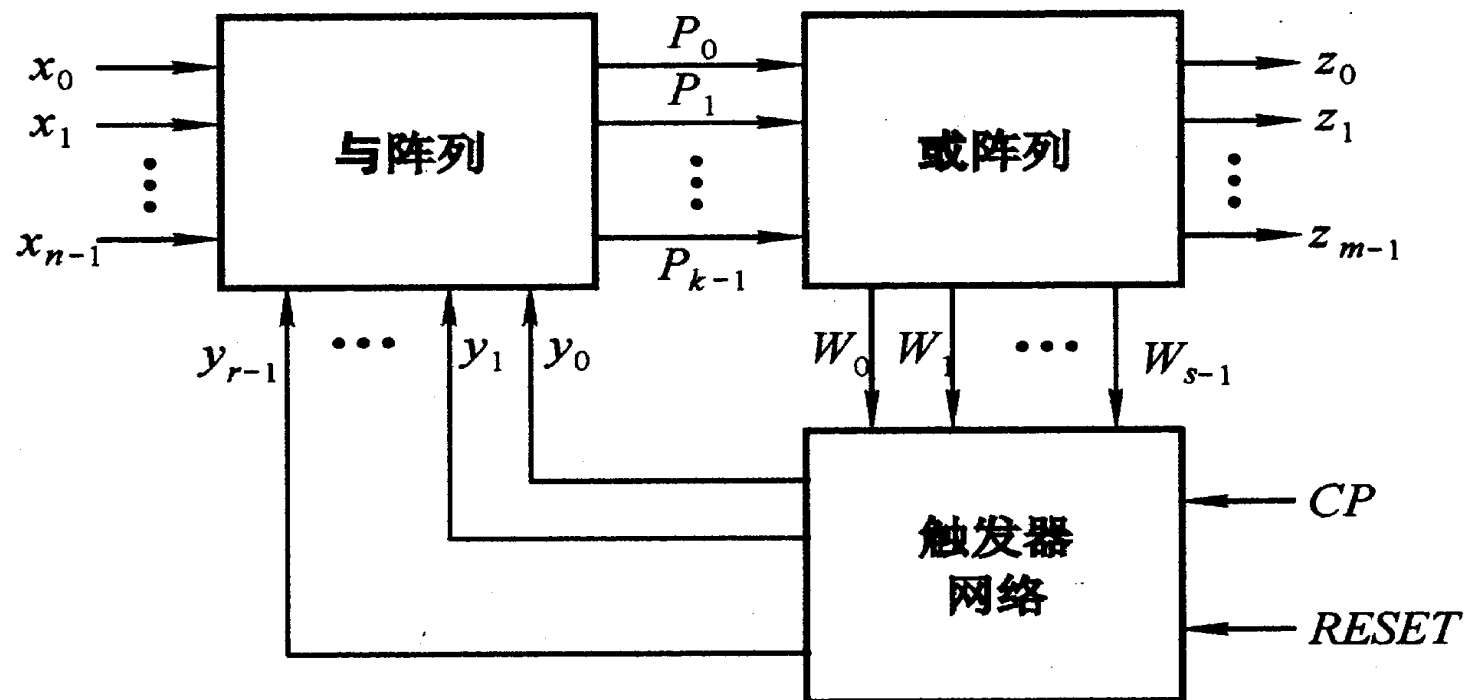 x₀
x₁
xₙ₋₁
与阵列
P₀
P₁
Pₖ₋₁
或阵列
z₀
z₁
zₘ₋₁
yᵣ₋₁
y₁
y₀
W₀
W₁
Wₛ₋₁
触发器
网络
CP
RESET